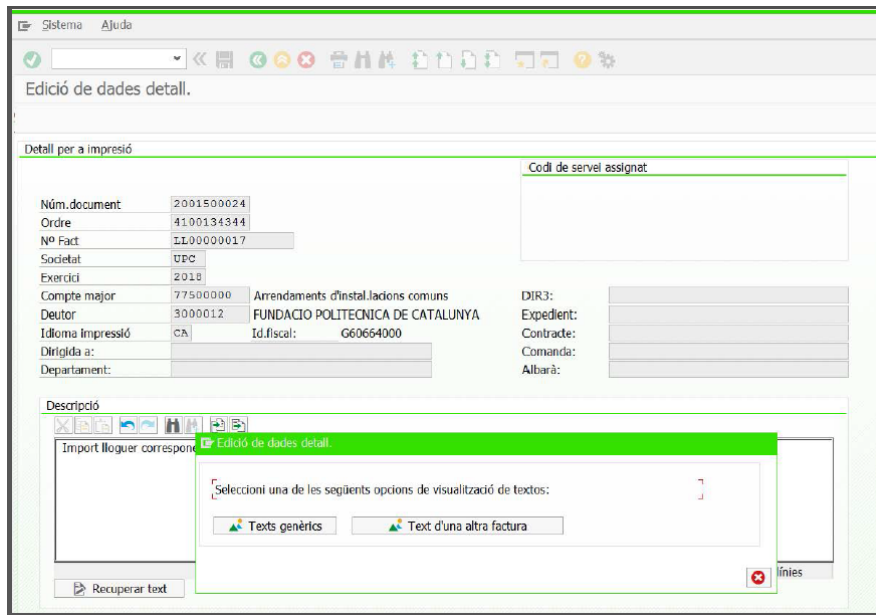 Sistema Ajuda
Edició de dades detall.
Detall per a impressió
Codi de servei assignat
Núm.document 2001500024
Ordre 4100134344
Nº Fact LL00000017
Societat UPC
Exercici 2018
Compte major 77500000 Arrendaments d'instal.lacions comuns DIR3:
Deutor 3000012 FUNDACIO POLITECNICA DE CATALUNYA Expedient:
Idioma impressió CA Id.fiscal: G60664000 Contracte:
Dirigida a: Comanda:
Departament: Albarà:
Descripció
Import lloguer correspone
Edició de dades detall.
Seleccioni una de les següents opcions de visualització de textos:
Texts genèrics Text d'una altra factura
línies
Recuperar text